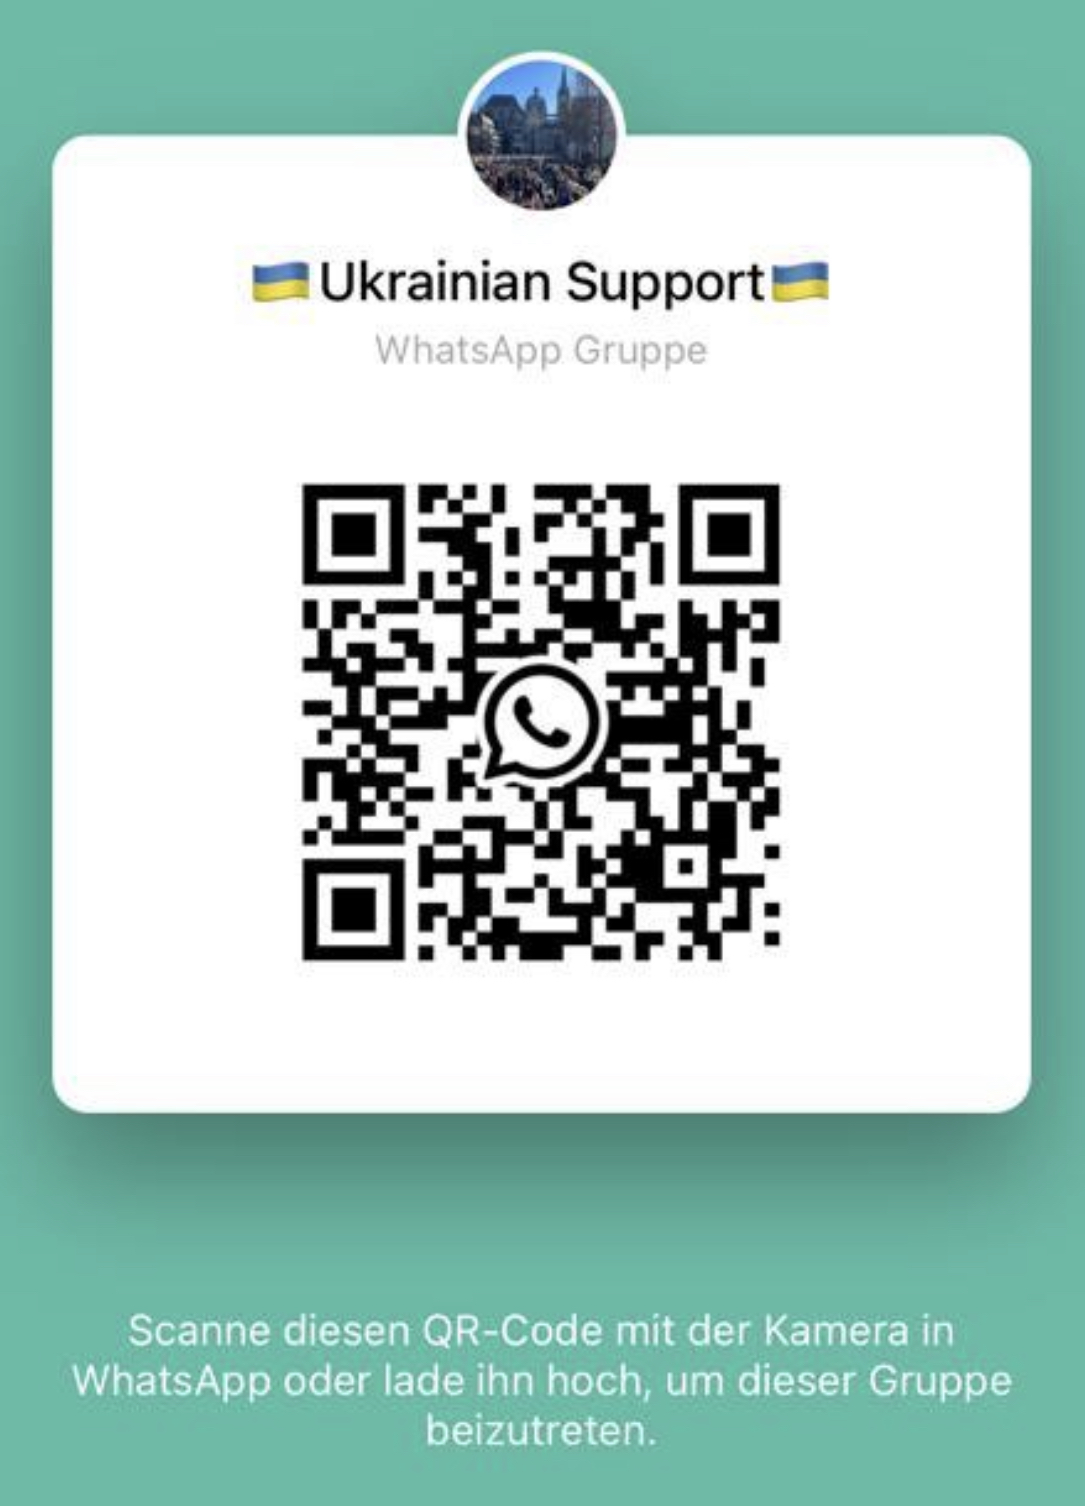 🇺🇦Ukrainian Support🇺🇦
WhatsApp Gruppe
Scanne diesen QR-Code mit der Kamera in
WhatsApp oder lade ihn hoch, um dieser Gruppe
beizutreten.